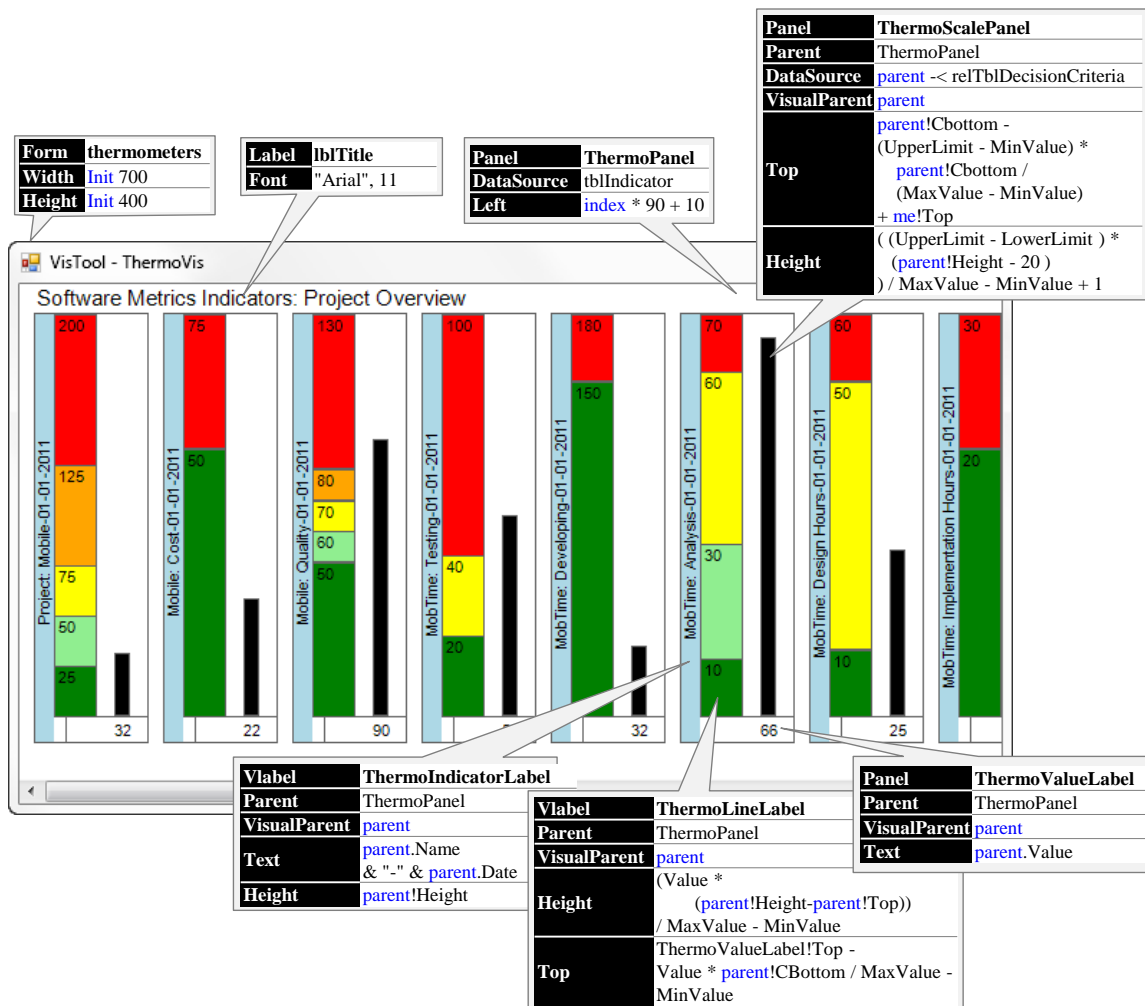 Panel ThermoScalePanel
Parent ThermoPanel
DataSource parent -< relTblDecisionCriteria
VisualParent parent
Top parent!Cbottom -
(UpperLimit - MinValue) *
parent!Cbottom /
(MaxValue - MinValue)
+ me!Top
Height ( (UpperLimit - LowerLimit ) *
(parent!Height - 20 )
) / MaxValue - MinValue + 1
Form thermometers
Width Init 700
Height Init 400
Label lblTitle
Font "Arial", 11
Panel ThermoPanel
DataSource tblIndicator
Left index * 90 + 10
VisTool - ThermoVis
Software Metrics Indicators: Project Overview
Project: Mobile-01-01-2011
200
125
75
50
25
32
Mobile: Cost-01-01-2011
75
50
22
Mobile: Quality-01-01-2011
130
80
70
60
50
90
MobTime: Testing-01-01-2011
100
40
20
MobTime: Developing-01-01-2011
180
150
32
MobTime: Analysis-01-01-2011
70
60
30
10
66
MobTime: Design Hours-01-01-2011
60
50
10
25
MobTime: Implementation Hours-01-01-2011
30
20
Vlabel ThermoIndicatorLabel
Parent ThermoPanel
VisualParent parent
Text parent.Name
& "-" & parent.Date
Height parent!Height
Vlabel ThermoLineLabel
Parent ThermoPanel
VisualParent parent
Height (Value *
(parent!Height-parent!Top))
/ MaxValue - MinValue
Top ThermoValueLabel!Top -
Value * parent!CBottom / MaxValue -
MinValue
Panel ThermoValueLabel
Parent ThermoPanel
VisualParent parent
Text parent.Value